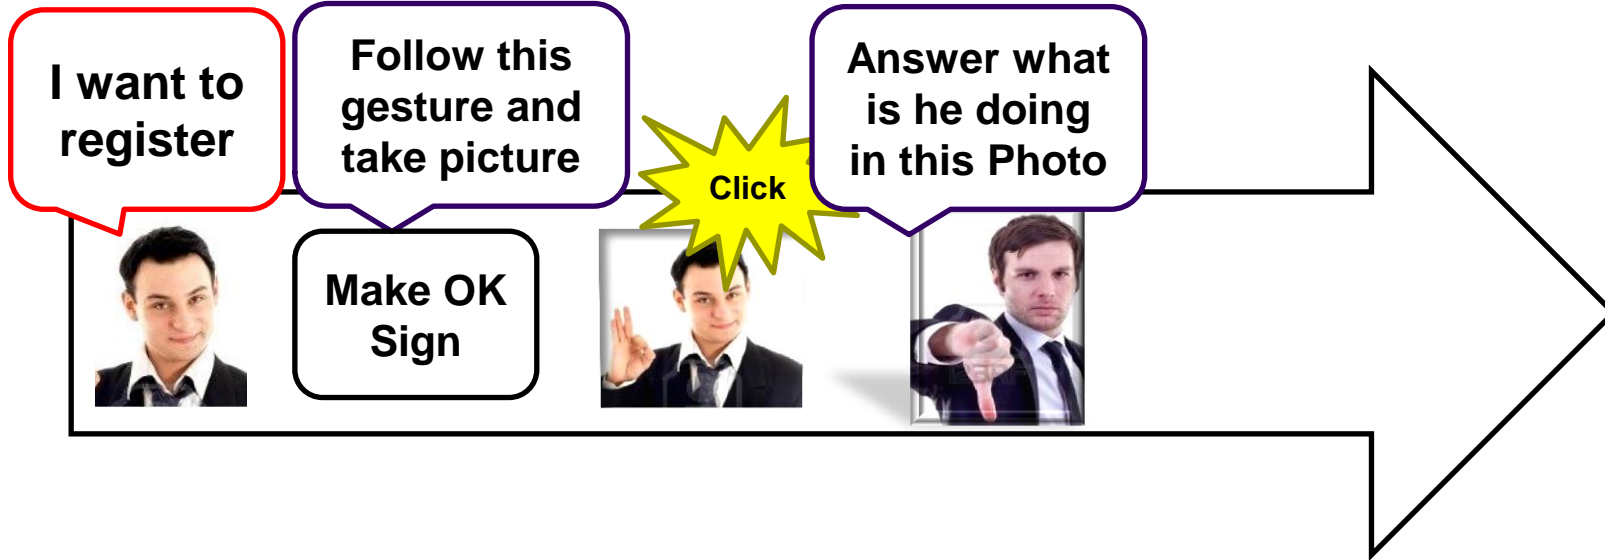 I want to
register
Follow this
gesture and
take picture
Make OK
Sign
Click
Answer what
is he doing
in this Photo